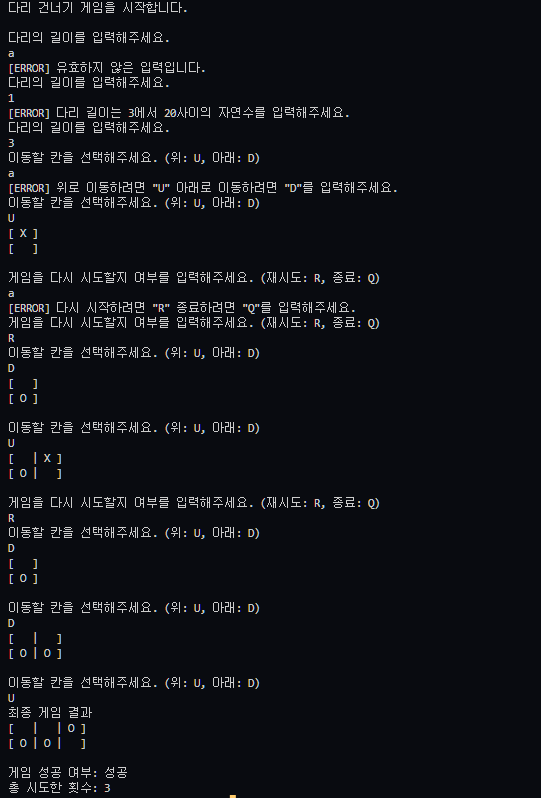 다리 건너기 게임을 시작합니다.
다리의 길이를 입력해주세요.
a
[ERROR] 유효하지 않은 입력입니다.
다리의 길이를 입력해주세요.
1
[ERROR] 다리 길이는 3에서 20사이의 자연수를 입력해주세요.
다리의 길이를 입력해주세요.
3
이동할 칸을 선택해주세요. (위: U, 아래: D)
a
[ERROR] 위로 이동하려면 "U" 아래로 이동하려면 "D"를 입력해주세요.
이동할 칸을 선택해주세요. (위: U, 아래: D)
U
[ X ]
[   ]
게임을 다시 시도할지 여부를 입력해주세요. (재시도: R, 종료: Q)
a
[ERROR] 다시 시작하려면 "R" 종료하려면 "Q"를 입력해주세요.
게임을 다시 시도할지 여부를 입력해주세요. (재시도: R, 종료: Q)
R
이동할 칸을 선택해주세요. (위: U, 아래: D)
D
[   ]
[ O ]
이동할 칸을 선택해주세요. (위: U, 아래: D)
U
[   | X ]
[ O |   ]
게임을 다시 시도할지 여부를 입력해주세요. (재시도: R, 종료: Q)
R
이동할 칸을 선택해주세요. (위: U, 아래: D)
D
[   ]
[ O ]
이동할 칸을 선택해주세요. (위: U, 아래: D)
D
[   |   ]
[ O | O ]
이동할 칸을 선택해주세요. (위: U, 아래: D)
U
최종 게임 결과
[   |   | O ]
[ O | O |   ]
게임 성공 여부: 성공
총 시도한 횟수: 3